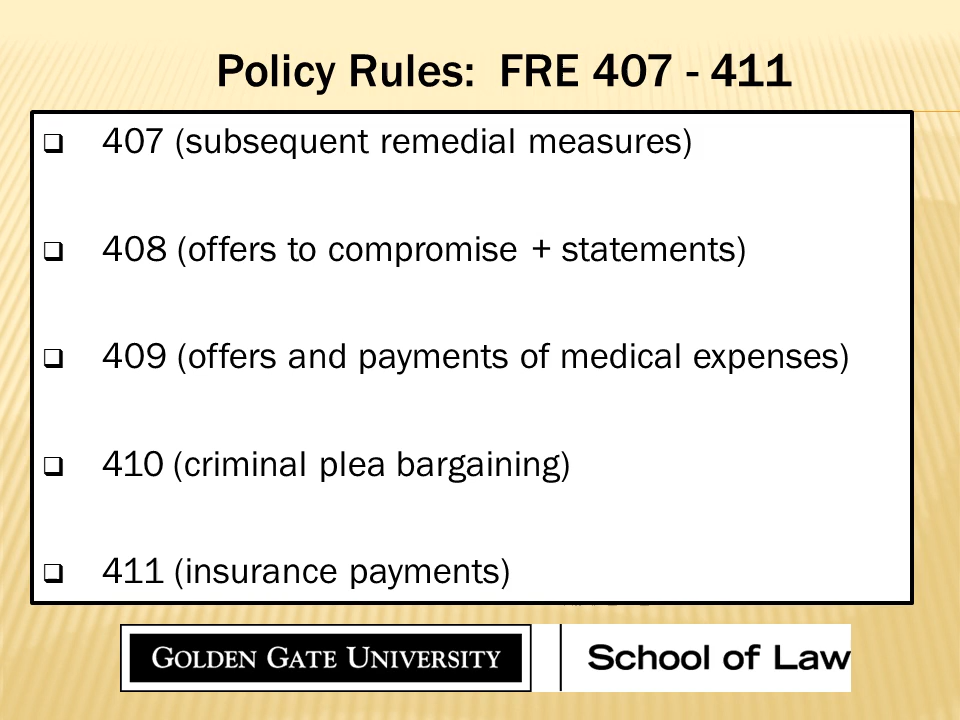 Policy Rules: FRE 407 - 411
407 (subsequent remedial measures)
408 (offers to compromise + statements)
409 (offers and payments of medical expenses)
410 (criminal plea bargaining)
411 (insurance payments)
GOLDEN GATE UNIVERSITY
School of Law